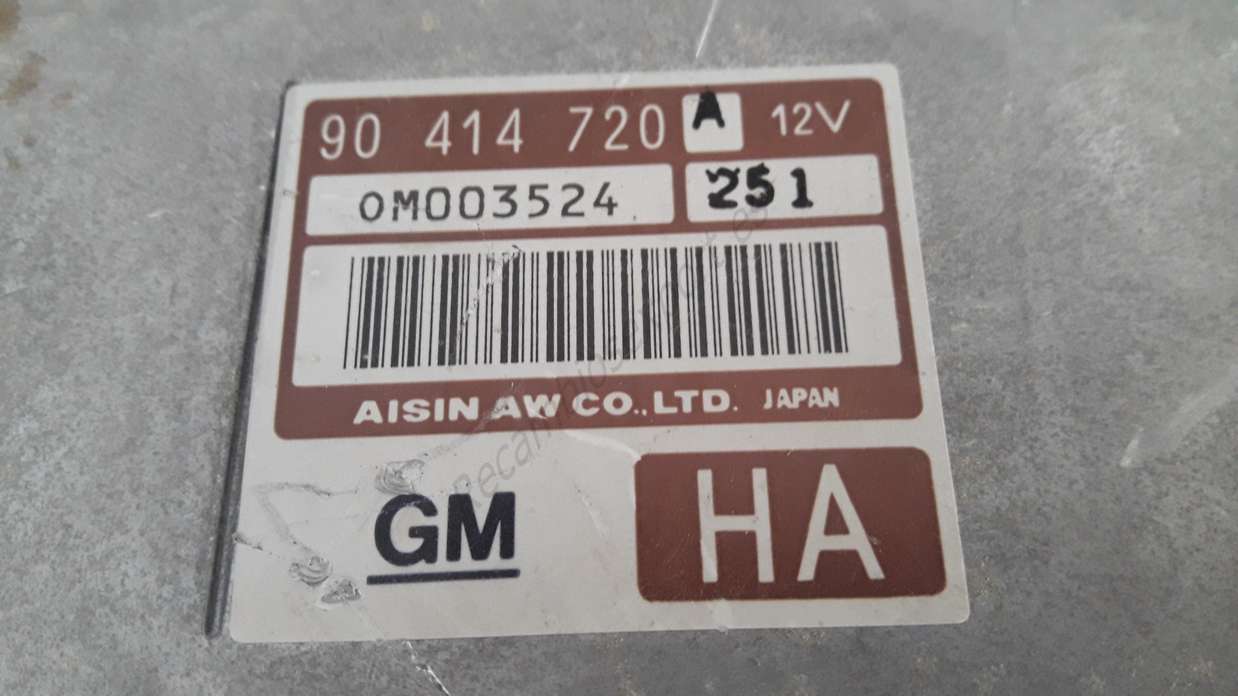 90 414 720 A 12V
0M003524 251
AISIN AW CO.,LTD. JAPAN
GM HA